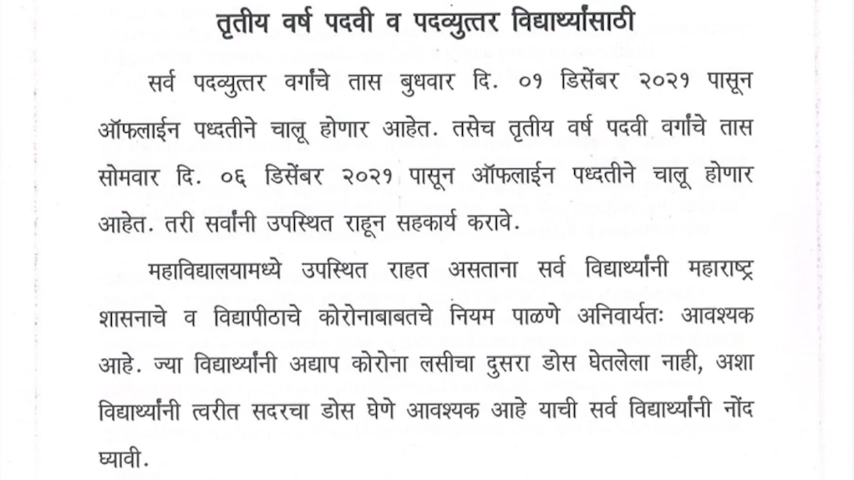 तृतीय वर्ष पदवी व पदव्युत्तर विद्यार्थ्यांसाठी
सर्व पदव्युत्तर वर्गांचे तास बुधवार दि. ०१ डिसेंबर २०२१ पासून
ऑफलाईन पध्दतीने चालू होणार आहेत. तसेच तृतीय वर्ष पदवी वर्गांचे तास
सोमवार दि. ०६ डिसेंबर २०२१ पासून ऑफलाईन पध्दतीने चालू होणार
आहेत. तरी सर्वांनी उपस्थित राहून सहकार्य करावे.
महाविद्यालयामध्ये उपस्थित राहत असताना सर्व विद्यार्थ्यांनी महाराष्ट्र
शासनाचे व विद्यापीठाचे कोरोनाबाबतचे नियम पाळणे अनिवार्यतः आवश्यक
आहे. ज्या विद्यार्थ्यांनी अद्याप कोरोना लसीचा दुसरा डोस घेतलेला नाही, अशा
विद्यार्थ्यांनी त्वरीत सदरचा डोस घेणे आवश्यक आहे याची सर्व विद्यार्थ्यांनी नोंद
घ्यावी.